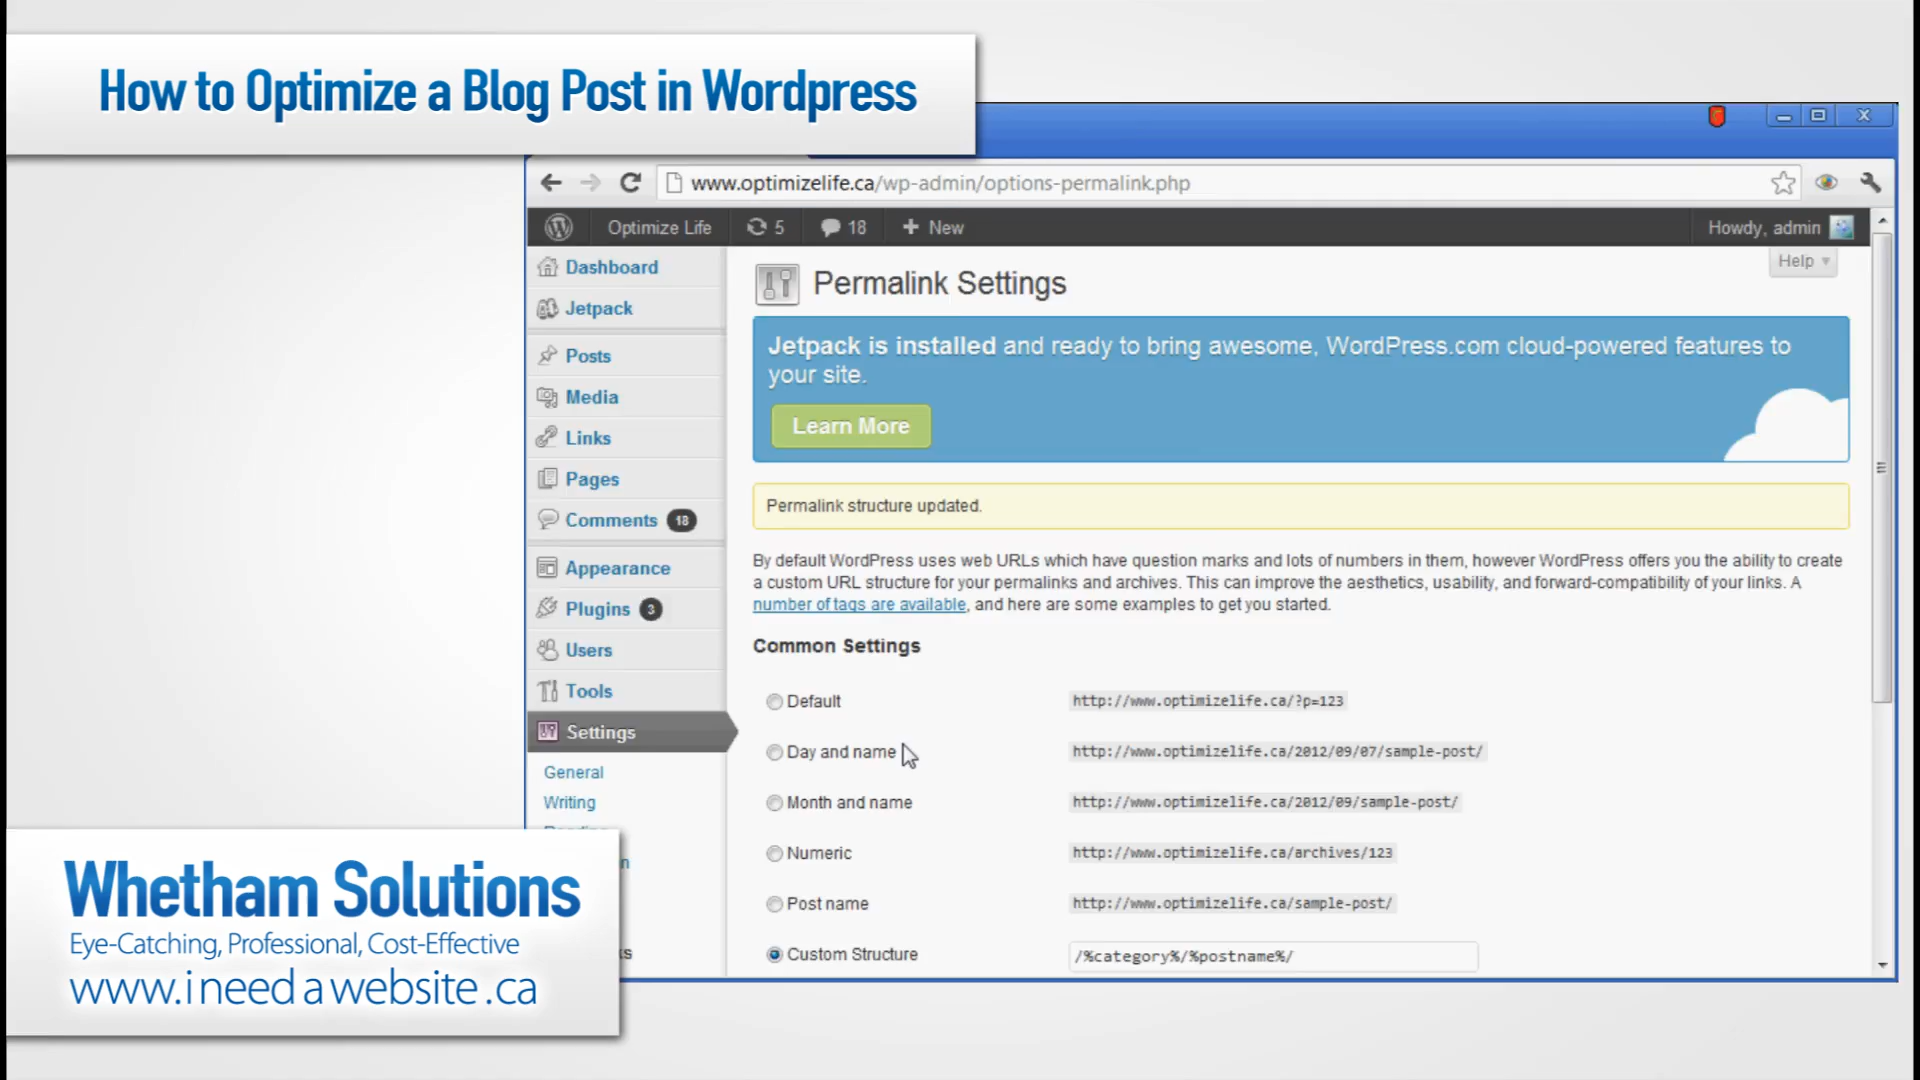 How to Optimize a Blog Post in Wordpress
www.optimizelife.ca/wp-admin/options-permalink.php
Optimize Life 5 18 + New Howdy, admin
Help
Dashboard
Jetpack
Posts
Media
Links
Pages
Comments 18
Appearance
Plugins 3
Users
Tools
Settings
General
Writing
Permalink Settings
Jetpack is installed and ready to bring awesome, WordPress.com cloud-powered features to
your site.
Learn More
Permalink structure updated.
By default WordPress uses web URLs which have question marks and lots of numbers in them, however WordPress offers you the ability to create
a custom URL structure for your permalinks and archives. This can improve the aesthetics, usability, and forward-compatibility of your links. A
number of tags are available, and here are some examples to get you started.
Common Settings
Default http://www.optimizelife.ca/?p=123
Day and name http://www.optimizelife.ca/2012/09/07/sample-post/
Month and name http://www.optimizelife.ca/2012/09/sample-post/
Numeric http://www.optimizelife.ca/archives/123
Post name http://www.optimizelife.ca/sample-post/
Custom Structure /%category%/%postname%/
Whetham Solutions
Eye-Catching, Professional, Cost-Effective
www.ineedawebsite.ca